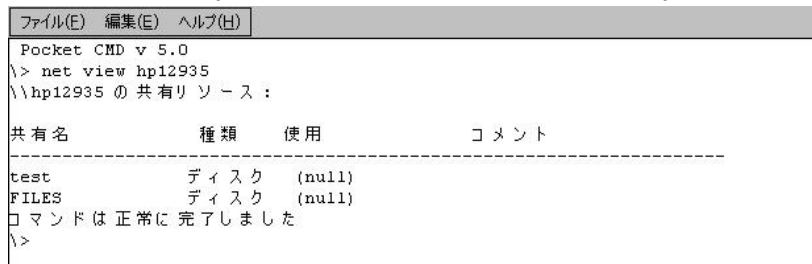 ファイル(F) 編集(E) ヘルプ(H)
Pocket CMD v 5.0
\> net view hp12935
\\hp12935 の共有リソース:
共有名 種類 使用 コメント
--------------------------------------------------------------------------------
test ディスク (null)
FILES ディスク (null)
コマンドは正常に完了しました
\>